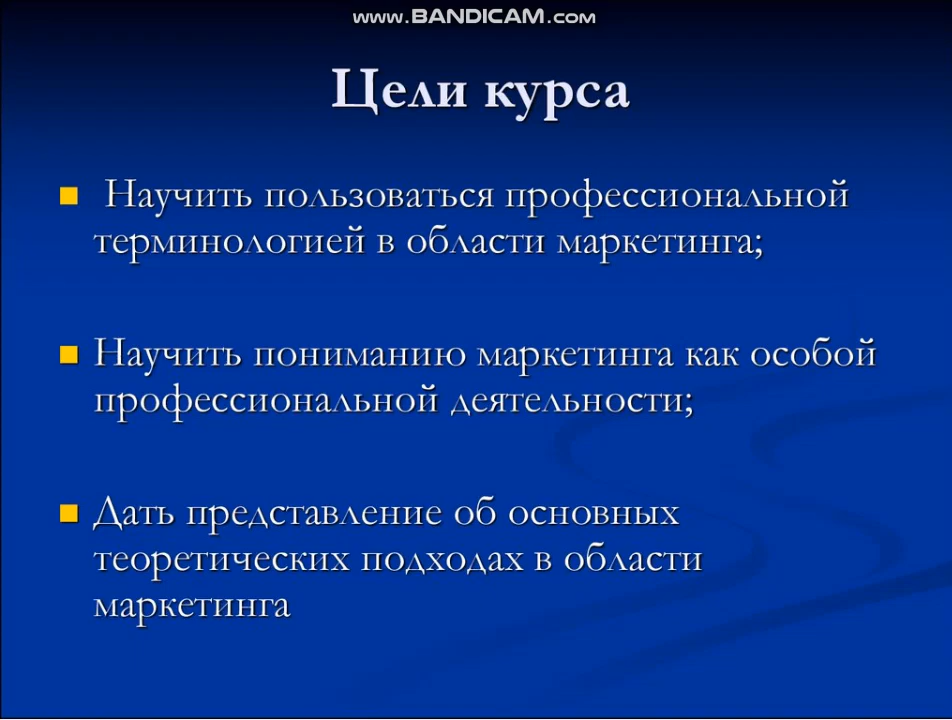 www.BANDICAM.com
Цели курса
Научить пользоваться профессиональной
терминологией в области маркетинга;
Научить пониманию маркетинга как особой
профессиональной деятельности;
Дать представление об основных
теоретических подходах в области
маркетинга